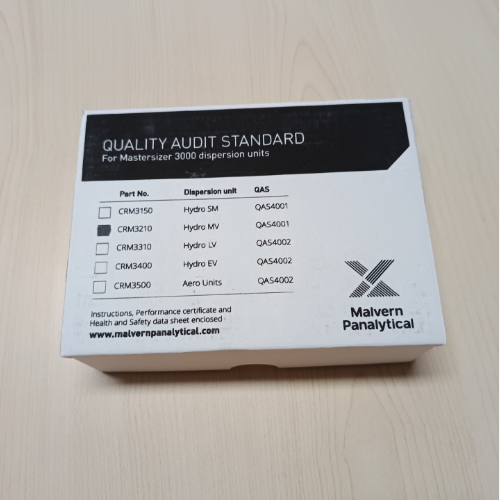 QUALITY AUDIT STANDARD
For Mastersizer 3000 dispersion units
Part No. Dispersion unit QAS
CRM3150 Hydro SM QAS4001
CRM3210 Hydro MV QAS4001
CRM3310 Hydro LV QAS4002
CRM3400 Hydro EV QAS4002
CRM3500 Aero Units QAS4002
Instructions, Performance certificate and
Health and Safety data sheet enclosed
www.malvernpanalytical.com
Malvern
Panalytical